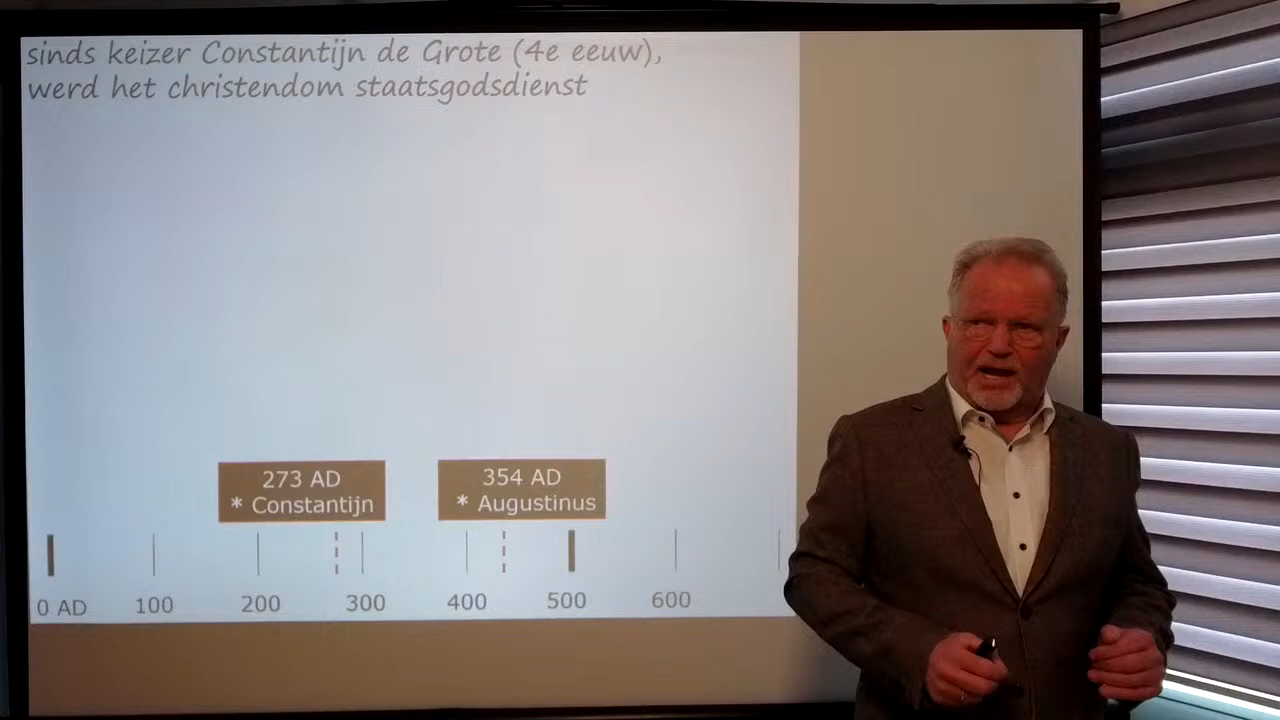 sinds keizer Constantijn de Grote (4e eeuw),
werd het christendom staatsgodsdienst
273 AD
* Constantijn
354 AD
* Augustinus
0 AD 100 200 300 400 500 600